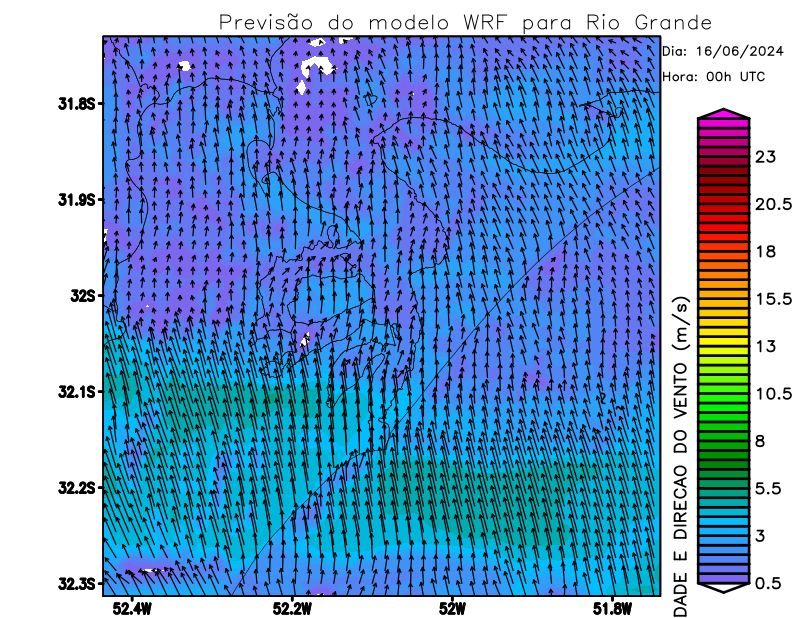 Previsão do modelo WRF para Rio Grande
Dia: 16/06/2024
Hora: 00h UTC
31.8S
31.9S
32S
32.1S
32.2S
32.3S
52.4W
52.2W
52W
51.8W
23
20.5
18
15.5
13
10.5
8
5.5
3
0.5
DADE E DIRECAO DO VENTO (m/s)